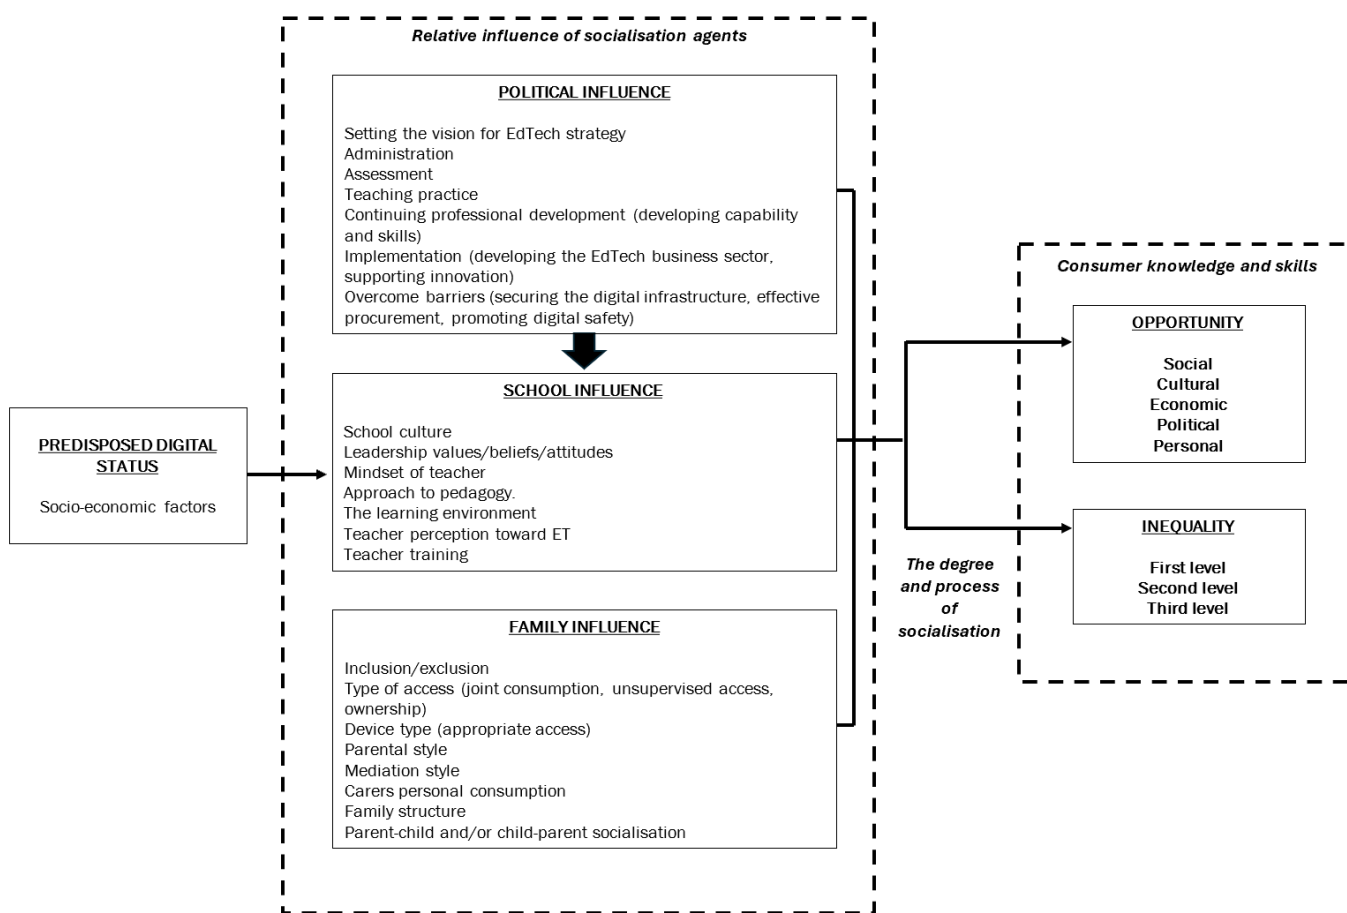 Relative influence of socialisation agents
POLITICAL INFLUENCE
Setting the vision for EdTech strategy
Administration
Assessment
Teaching practice
Continuing professional development (developing capability
and skills)
Implementation (developing the EdTech business sector,
supporting innovation)
Overcome barriers (securing the digital infrastructure, effective
procurement, promoting digital safety)
SCHOOL INFLUENCE
School culture
Leadership values/beliefs/attitudes
Mindset of teacher
Approach to pedagogy.
The learning environment
Teacher perception toward ET
Teacher training
FAMILY INFLUENCE
Inclusion/exclusion
Type of access (joint consumption, unsupervised access,
ownership)
Device type (appropriate access)
Parental style
Mediation style
Carers personal consumption
Family structure
Parent-child and/or child-parent socialisation
PREDISPOSED DIGITAL
STATUS
Socio-economic factors
The degree
and process
of
socialisation
Consumer knowledge and skills
OPPORTUNITY
Social
Cultural
Economic
Political
Personal
INEQUALITY
First level
Second level
Third level